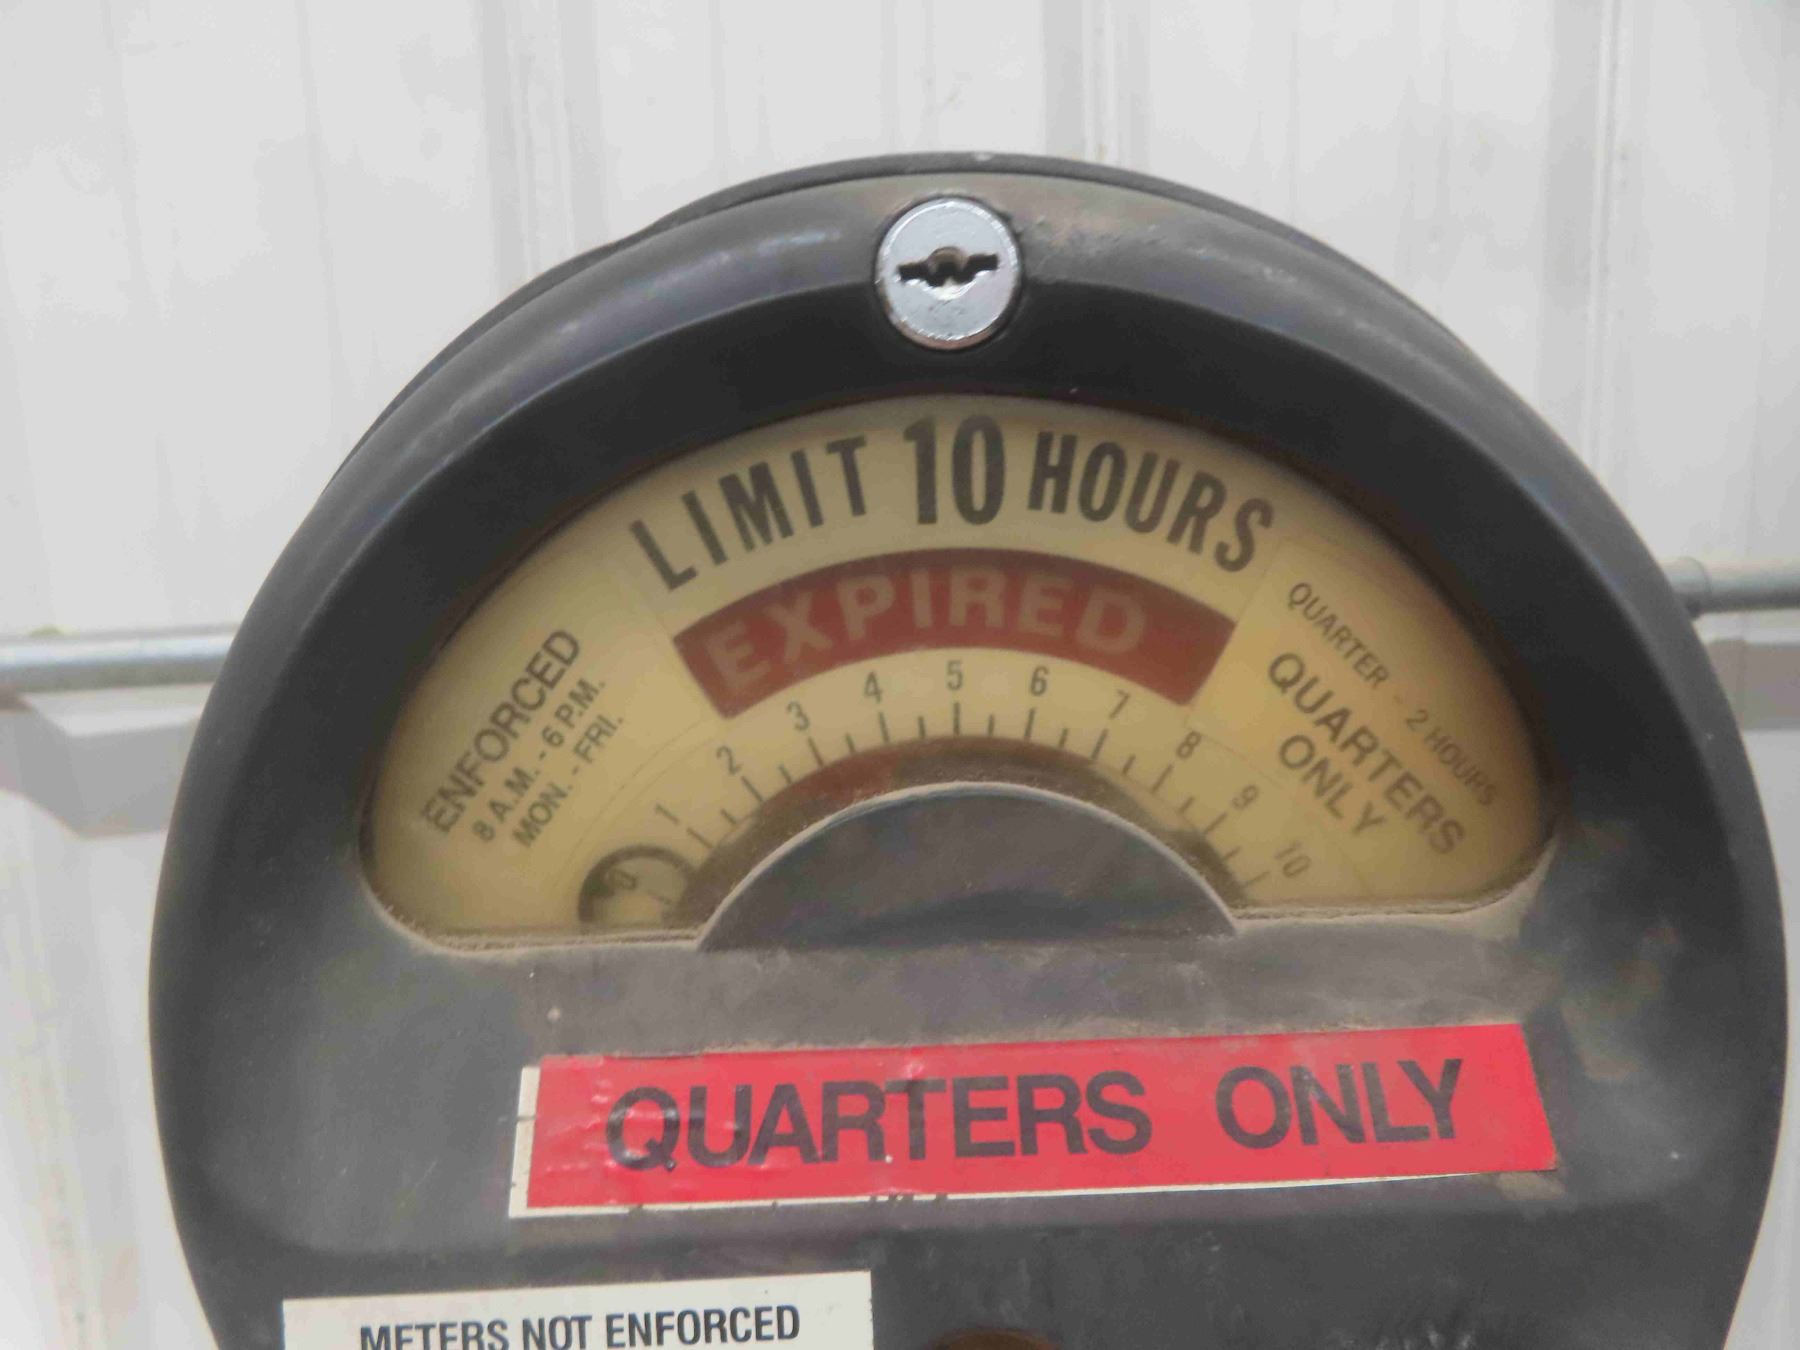 LIMIT 10 HOURS
EXPIRED
ENFORCED
8 A.M. - 6 P.M.
MON. - FRI.
QUARTER - 2 HOURS
QUARTERS
ONLY
0 1 2 3 4 5 6 7 8 9 10
QUARTERS ONLY
METERS NOT ENFORCED